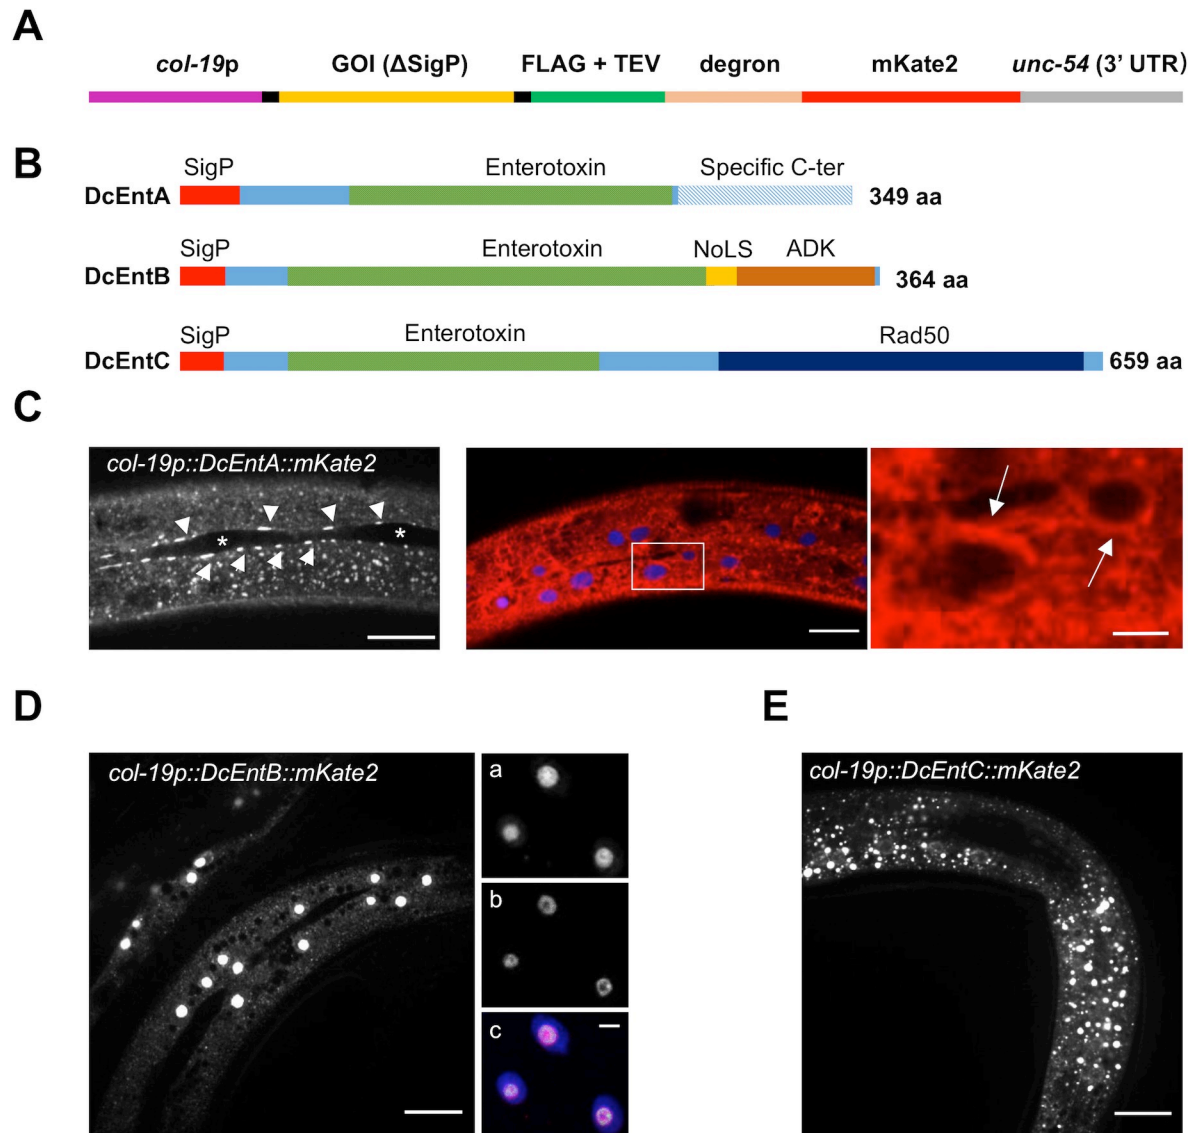 A
col-19p GOI (ΔSigP) FLAG + TEV degron mKate2 unc-54 (3’ UTR)
B
SigP Enterotoxin Specific C-ter
DcEntA 349 aa
SigP Enterotoxin NoLS ADK
DcEntB 364 aa
SigP Enterotoxin Rad50
DcEntC 659 aa
C
col-19p::DcEntA::mKate2
* *
D E
col-19p::DcEntB::mKate2 a col-19p::DcEntC::mKate2
b
c